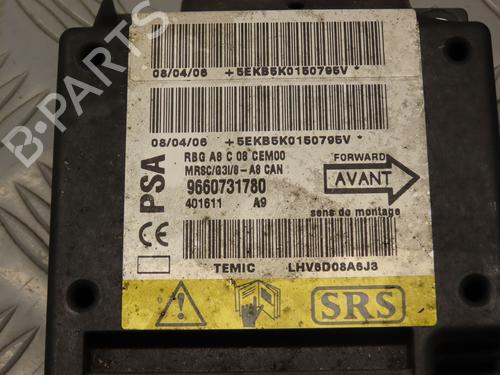 08/04/06 +5EKB5K0150795V *
08/04/06 +5EKB5K0150795V *
PSA
RBG A8 C 08 CEM00
MRSC/G3I/8- A8 CAN
9660731780
401611 A9
FORWARD
AVANT
sens de montage
CE
TEMIC LHV6D08A6J3
SRS
B-PARTS